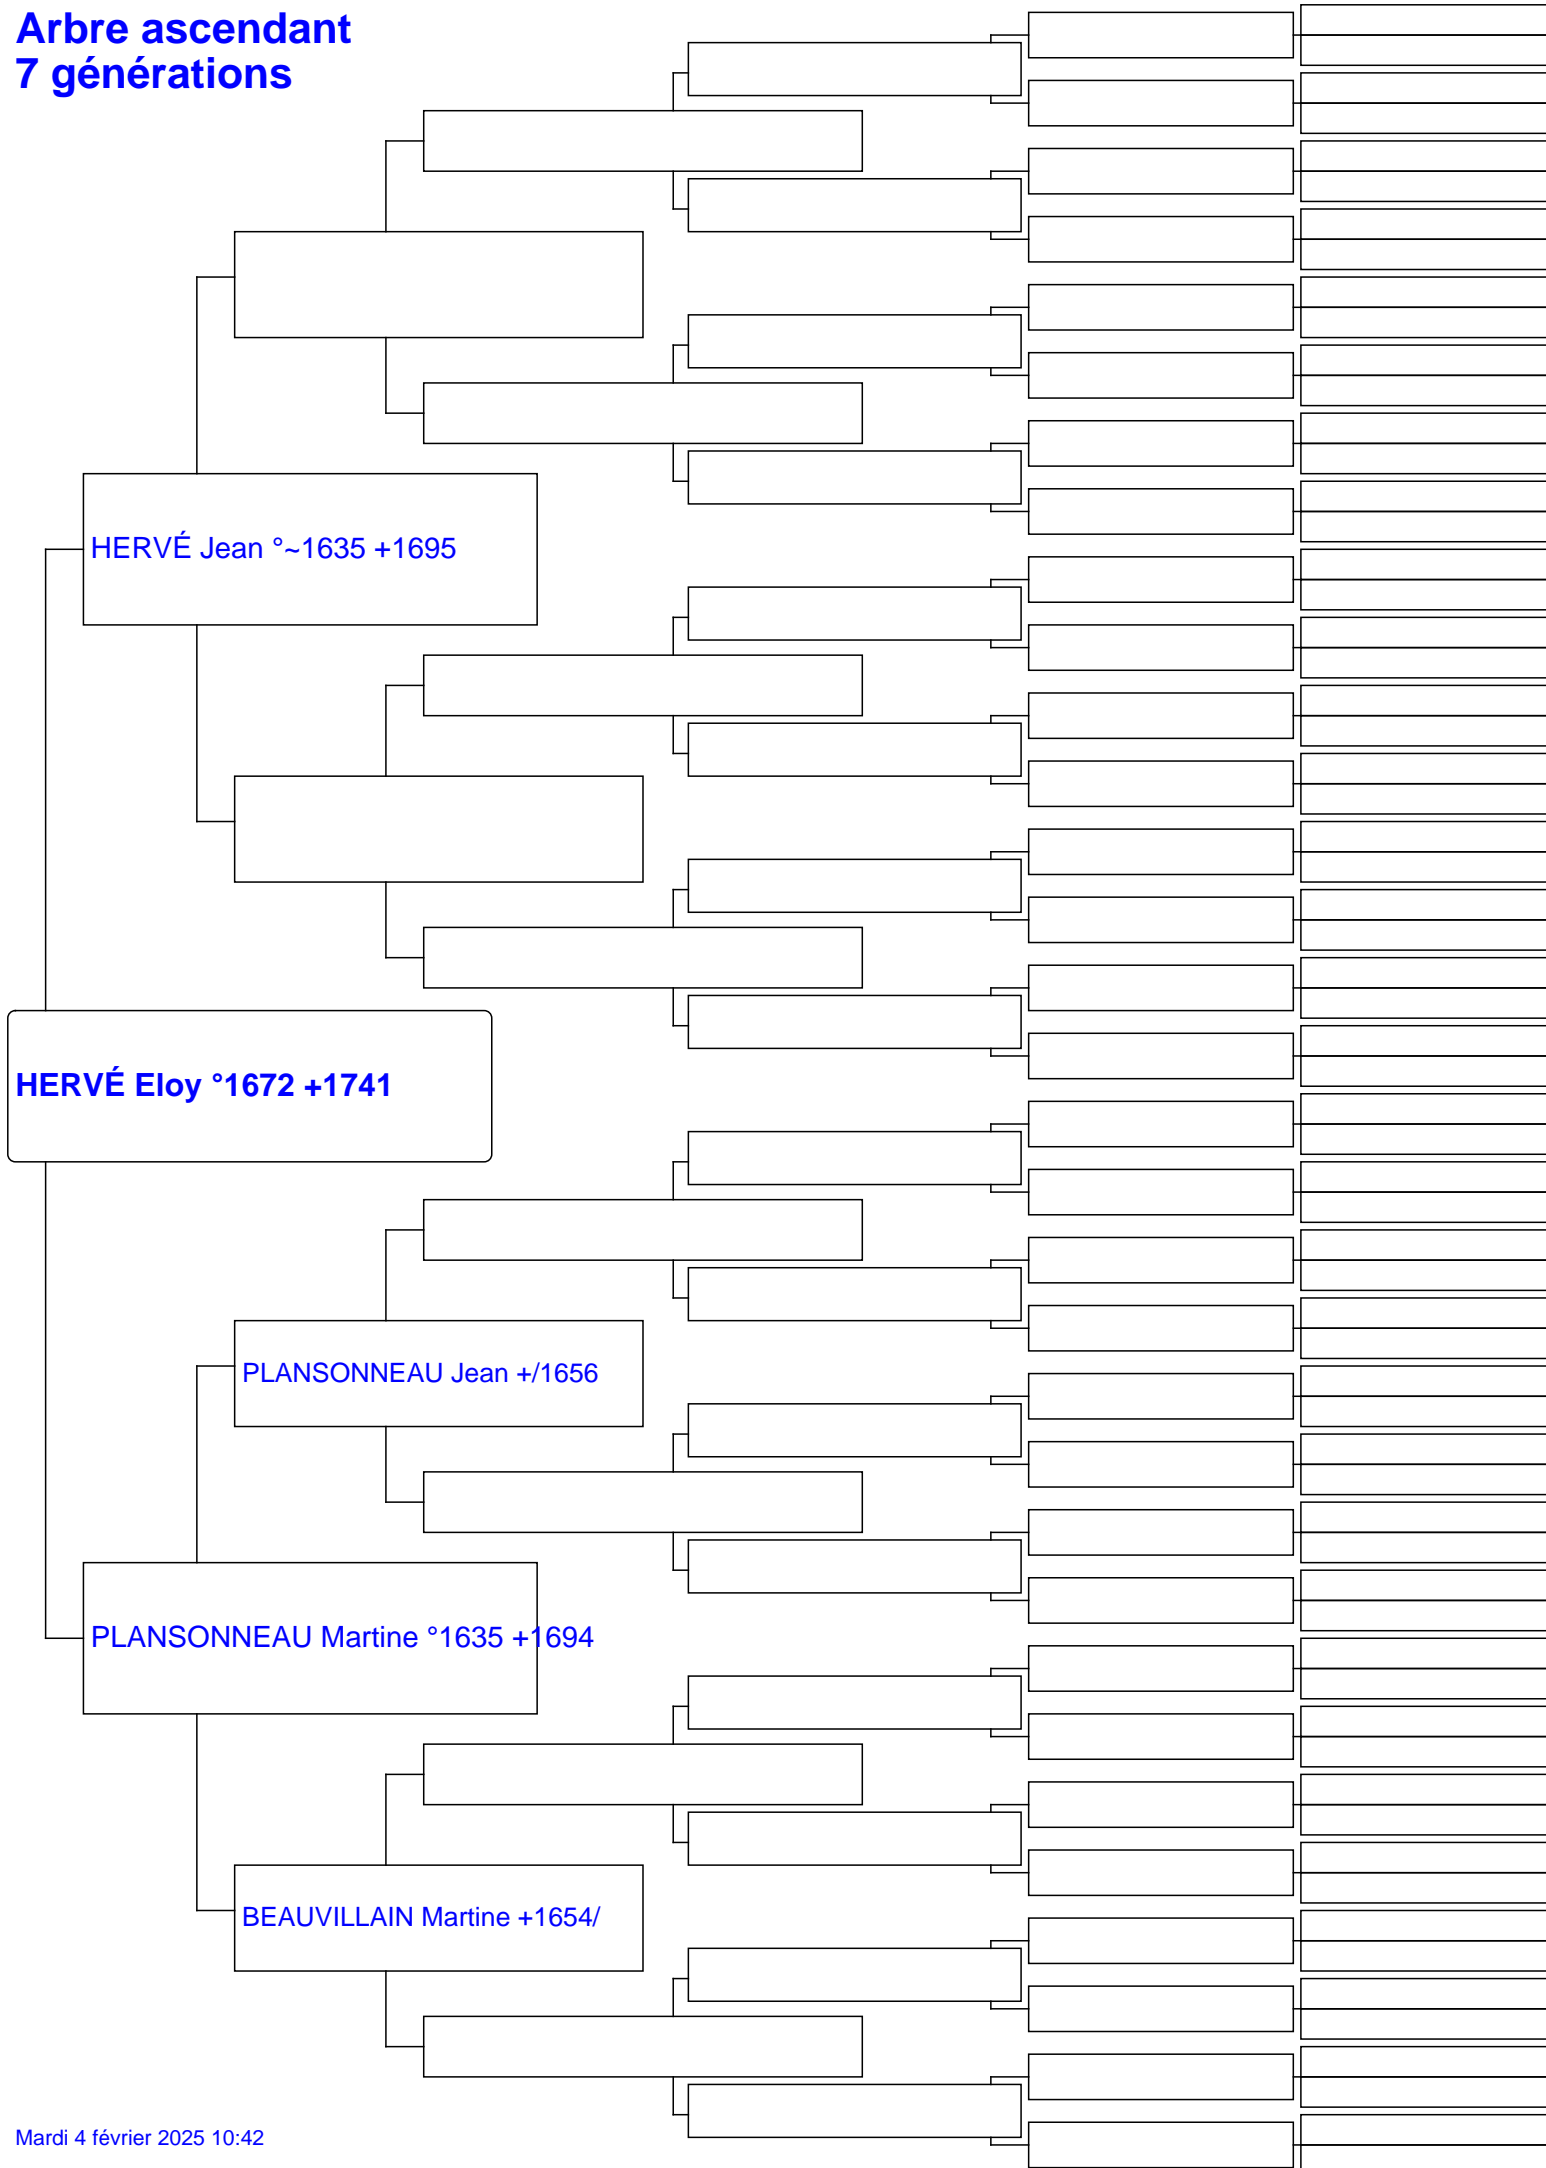 Arbre ascendant
7 générations
HERVÉ Jean °~1635 +1695
HERVÉ Eloy °1672 +1741
PLANSONNEAU Jean +/1656
PLANSONNEAU Martine °1635 +1694
BEAUVILLAIN Martine +1654/
Mardi 4 février 2025 10:42